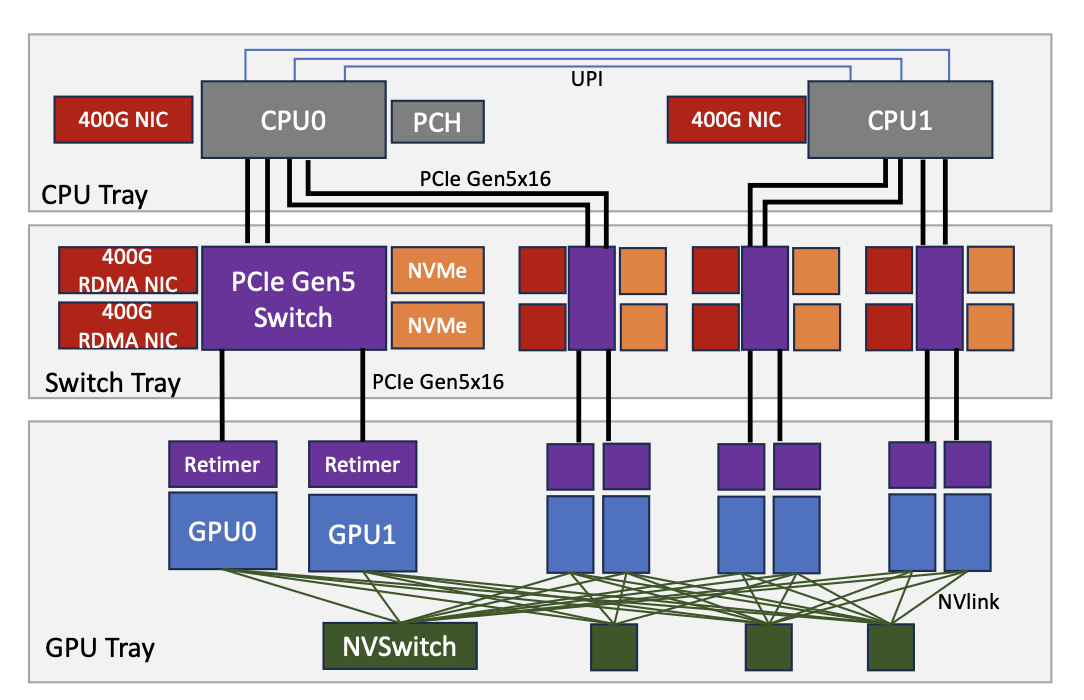 UPI
400G NIC
CPU0
PCH
400G NIC
CPU1
PCIe Gen5x16
CPU Tray
400G
RDMA NIC
PCIe Gen5
Switch
NVMe
400G
RDMA NIC
NVMe
Switch Tray
PCIe Gen5x16
Retimer
Retimer
GPU0
GPU1
NVlink
GPU Tray
NVSwitch